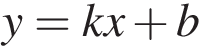 y = kx + b